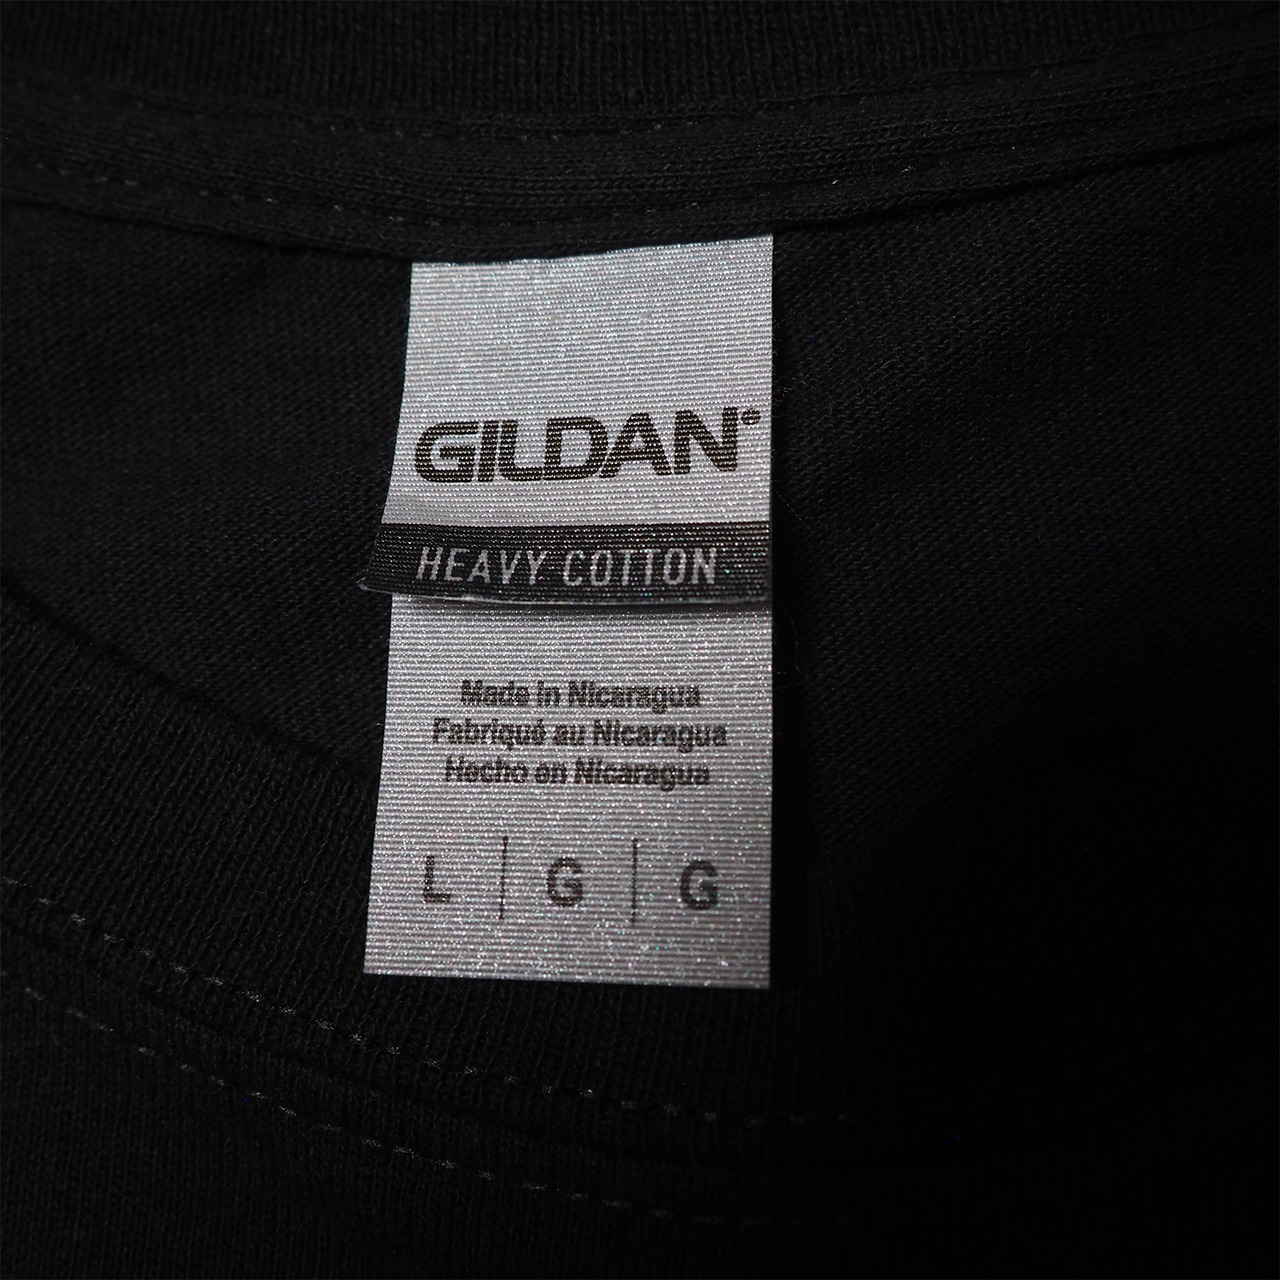 GILDAN®
HEAVY COTTON
Made in Nicaragua
Fabriqué au Nicaragua
Hecho en Nicaragua
L | G | G